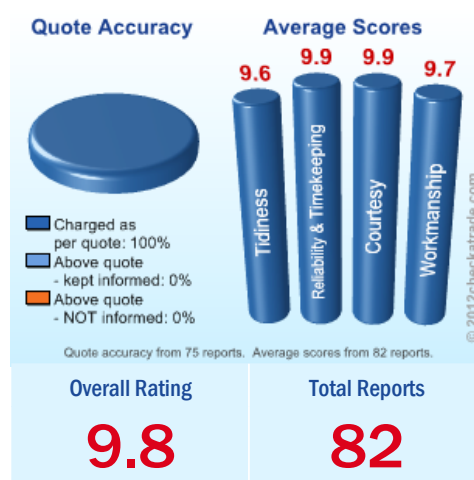 Quote Accuracy
Average Scores
9.6
9.9
9.9
9.7
Tidiness
Reliability & Timekeeping
Courtesy
Workmanship
Charged as
per quote: 100%
Above quote
- kept informed: 0%
Above quote
- NOT informed: 0%
© 2012checkatrade.com
Quote accuracy from 75 reports. Average scores from 82 reports.
Overall Rating
9.8
Total Reports
82